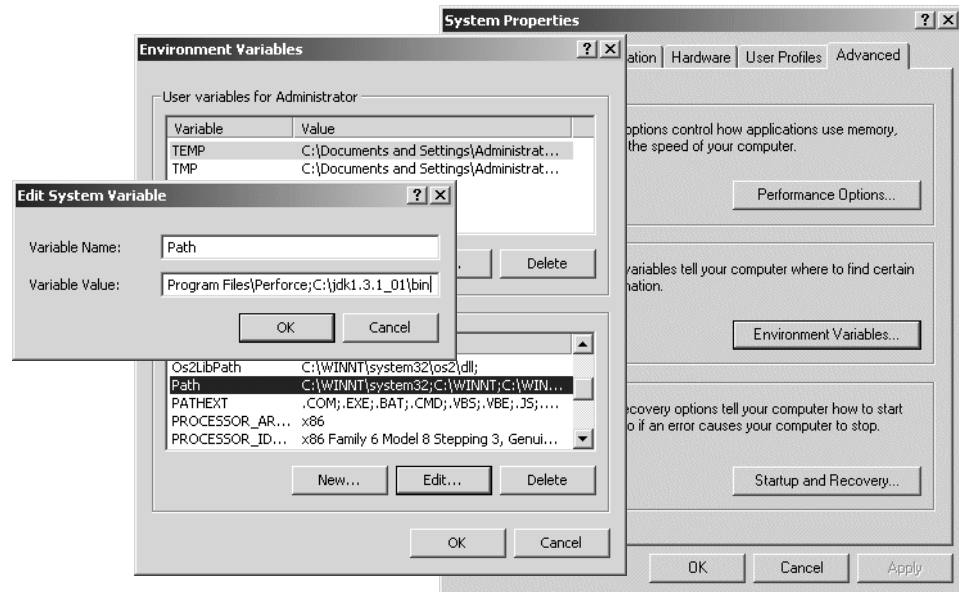 System Properties
ation Hardware User Profiles Advanced
options control how applications use memory,
the speed of your computer.
Performance Options...
variables tell your computer where to find certain
nation.
Environment Variables...
ecovery options tell your computer how to start
o if an error causes your computer to stop.
Startup and Recovery...
OK Cancel Apply
Environment Variables
User variables for Administrator
Variable Value
TEMP C:\Documents and Settings\Administrat...
TMP C:\Documents and Settings\Administrat...
. Delete
Os2LibPath C:\WINNT\system32\os2\dll;
Path C:\WINNT\system32;C:\WINNT;C:\WIN...
PATHEXT .COM;.EXE;.BAT;.CMD;.VBS;.VBE;.JS;....
PROCESSOR_AR... x86
PROCESSOR_ID... x86 Family 6 Model 8 Stepping 3, Genui...
New... Edit... Delete
OK Cancel
Edit System Variable
Variable Name: Path
Variable Value: Program Files\Perforce;C:\jdk1.3.1_01\bin
OK Cancel